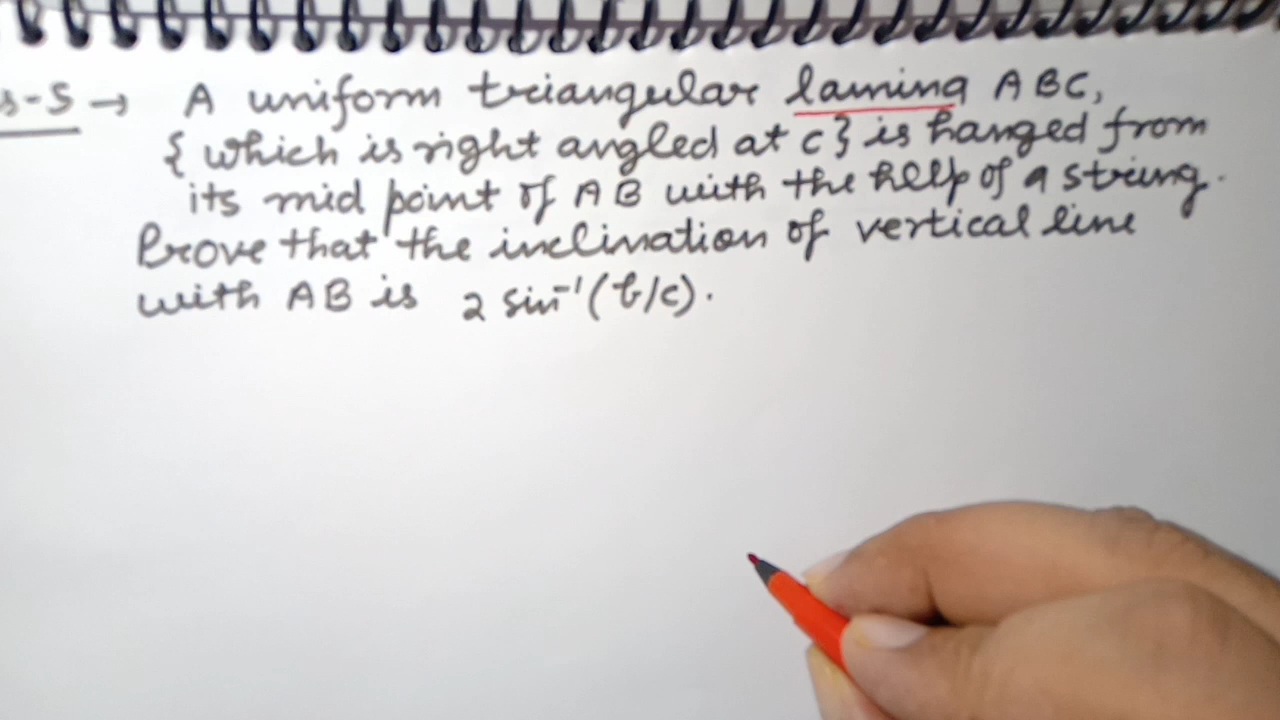 s-5 → A uniform triangular lamina ABC,
{ which is right angled at C } is hanged from
its mid point of AB with the help of a string.
Prove that the inclination of vertical line
with AB is 2 sin⁻¹(b/c).